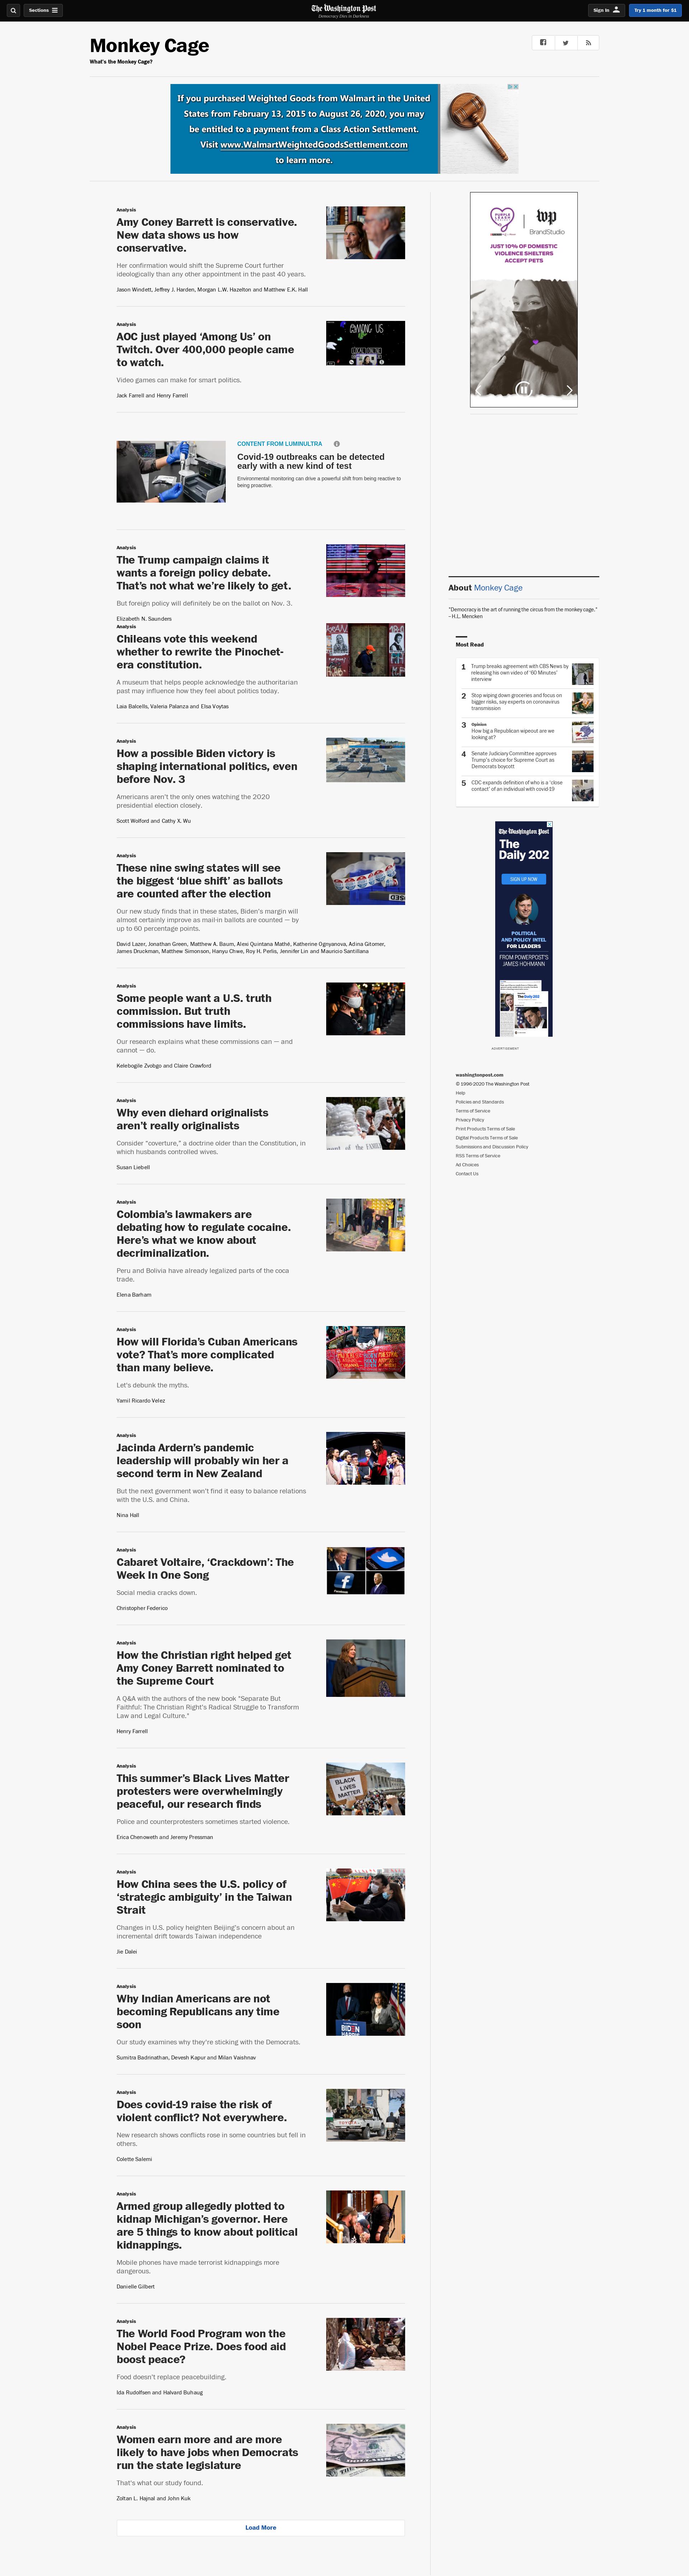 Sections
The Washington Post
Democracy Dies in Darkness
Sign In
Try 1 month for $1
Monkey Cage
What's the Monkey Cage?
If you purchased Weighted Goods from Walmart in the United
States from February 13, 2015 to August 26, 2020, you may
be entitled to a payment from a Class Action Settlement.
Visit www.WalmartWeightedGoodsSettlement.com
to learn more.
Analysis
Amy Coney Barrett is conservative.
New data shows us how
conservative.
Her confirmation would shift the Supreme Court further
ideologically than any other appointment in the past 40 years.
Jason Windett, Jeffrey J. Harden, Morgan L.W. Hazelton and Matthew E.K. Hall
Analysis
AOC just played ‘Among Us’ on
Twitch. Over 400,000 people came
to watch.
Video games can make for smart politics.
Jack Farrell and Henry Farrell
AMONG US
CONTENT FROM LUMINULTRA
Covid-19 outbreaks can be detected
early with a new kind of test
Environmental monitoring can drive a powerful shift from being reactive to
being proactive.
Analysis
The Trump campaign claims it
wants a foreign policy debate.
That’s not what we’re likely to get.
But foreign policy will definitely be on the ballot on Nov. 3.
Elizabeth N. Saunders
Analysis
Chileans vote this weekend
whether to rewrite the Pinochet-
era constitution.
A museum that helps people acknowledge the authoritarian
past may influence how they feel about politics today.
Laia Balcells, Valeria Palanza and Elsa Voytas
Analysis
How a possible Biden victory is
shaping international politics, even
before Nov. 3
Americans aren't the only ones watching the 2020
presidential election closely.
Scott Wolford and Cathy X. Wu
Analysis
These nine swing states will see
the biggest ‘blue shift’ as ballots
are counted after the election
Our new study finds that in these states, Biden's margin will
almost certainly improve as mail-in ballots are counted — by
up to 60 percentage points.
David Lazer, Jonathan Green, Matthew A. Baum, Alexi Quintana Mathé, Katherine Ognyanova, Adina Gitomer,
James Druckman, Matthew Simonson, Hanyu Chwe, Roy H. Perlis, Jennifer Lin and Mauricio Santillana
Analysis
Some people want a U.S. truth
commission. But truth
commissions have limits.
Our research explains what these commissions can — and
cannot — do.
Kelebogile Zvobgo and Claire Crawford
Analysis
Why even diehard originalists
aren’t really originalists
Consider "coverture," a doctrine older than the Constitution, in
which husbands controlled wives.
Susan Liebell
Analysis
Colombia’s lawmakers are
debating how to regulate cocaine.
Here’s what we know about
decriminalization.
Peru and Bolivia have already legalized parts of the coca
trade.
Elena Barham
Analysis
How will Florida’s Cuban Americans
vote? That’s more complicated
than many believe.
Let's debunk the myths.
Yamil Ricardo Velez
Analysis
Jacinda Ardern’s pandemic
leadership will probably win her a
second term in New Zealand
But the next government won't find it easy to balance relations
with the U.S. and China.
Nina Hall
Analysis
Cabaret Voltaire, ‘Crackdown’: The
Week In One Song
Social media cracks down.
Christopher Federico
Analysis
How the Christian right helped get
Amy Coney Barrett nominated to
the Supreme Court
A Q&A with the authors of the new book "Separate But
Faithful: The Christian Right's Radical Struggle to Transform
Law and Legal Culture."
Henry Farrell
Analysis
This summer’s Black Lives Matter
protesters were overwhelmingly
peaceful, our research finds
Police and counterprotesters sometimes started violence.
Erica Chenoweth and Jeremy Pressman
BLACK
LIVES
MATTER
Analysis
How China sees the U.S. policy of
‘strategic ambiguity’ in the Taiwan
Strait
Changes in U.S. policy heighten Beijing's concern about an
incremental drift towards Taiwan independence
Jie Dalei
Analysis
Why Indian Americans are not
becoming Republicans any time
soon
Our study examines why they're sticking with the Democrats.
Sumitra Badrinathan, Devesh Kapur and Milan Vaishnav
BIDEN
HARRIS
Analysis
Does covid-19 raise the risk of
violent conflict? Not everywhere.
New research shows conflicts rose in some countries but fell in
others.
Colette Salemi
TOYOTA
Analysis
Armed group allegedly plotted to
kidnap Michigan’s governor. Here
are 5 things to know about political
kidnappings.
Mobile phones have made terrorist kidnappings more
dangerous.
Danielle Gilbert
Analysis
The World Food Program won the
Nobel Peace Prize. Does food aid
boost peace?
Food doesn't replace peacebuilding.
Ida Rudolfsen and Halvard Buhaug
Analysis
Women earn more and are more
likely to have jobs when Democrats
run the state legislature
That's what our study found.
Zoltan L. Hajnal and John Kuk
Load More
PURPLE LEASH PROJECT
wp
BrandStudio
JUST 10% OF DOMESTIC
VIOLENCE SHELTERS
ACCEPT PETS
About Monkey Cage
"Democracy is the art of running the circus from the monkey cage."
– H.L. Mencken
Most Read
1 Trump breaks agreement with CBS News by
releasing his own video of ‘60 Minutes’
interview
2 Stop wiping down groceries and focus on
bigger risks, say experts on coronavirus
transmission
3 Opinion
How big a Republican wipeout are we
looking at?
4 Senate Judiciary Committee approves
Trump's choice for Supreme Court as
Democrats boycott
5 CDC expands definition of who is a ‘close
contact’ of an individual with covid-19
The Washington Post
The
Daily 202
SIGN UP NOW
POLITICAL
AND POLICY INTEL
FOR LEADERS
FROM POWERPOST'S
JAMES HOHMANN
The Daily 202
ADVERTISEMENT
washingtonpost.com
© 1996-2020 The Washington Post
Help
Policies and Standards
Terms of Service
Privacy Policy
Print Products Terms of Sale
Digital Products Terms of Sale
Submissions and Discussion Policy
RSS Terms of Service
Ad Choices
Contact Us